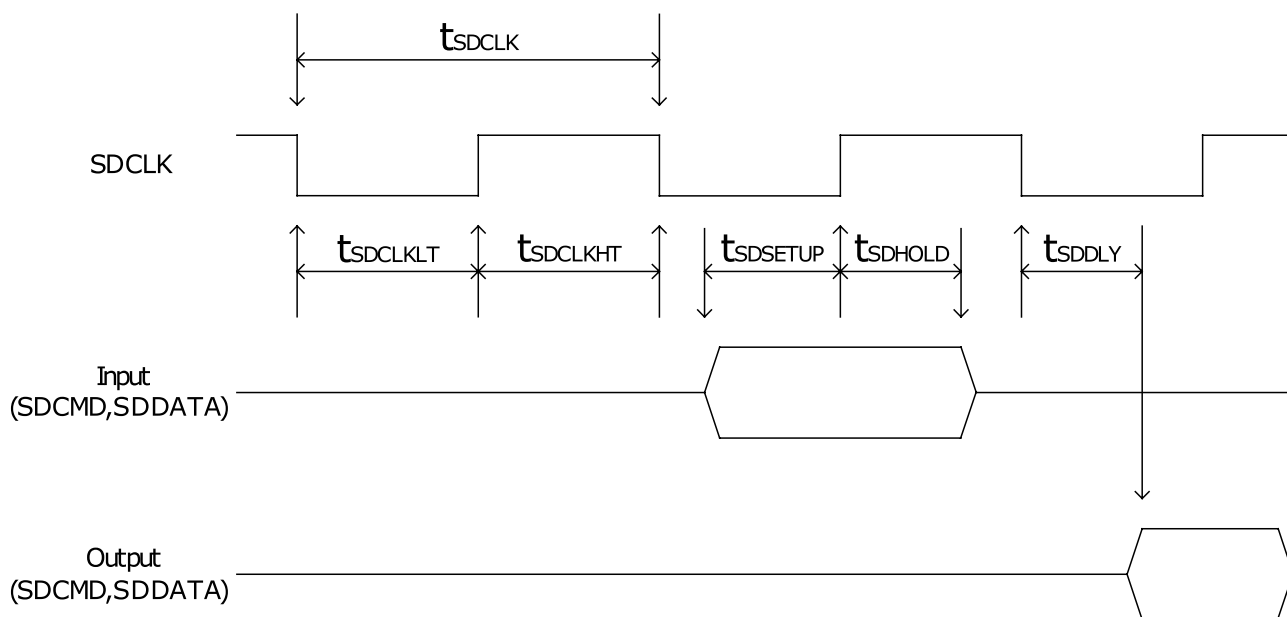 tSDCLK
SDCLK
tSDCLKLT
tSDCLKHT
tSDSETUP
tSDHOLD
tSDDLY
Input
(SDCMD,SDDATA)
Output
(SDCMD,SDDATA)